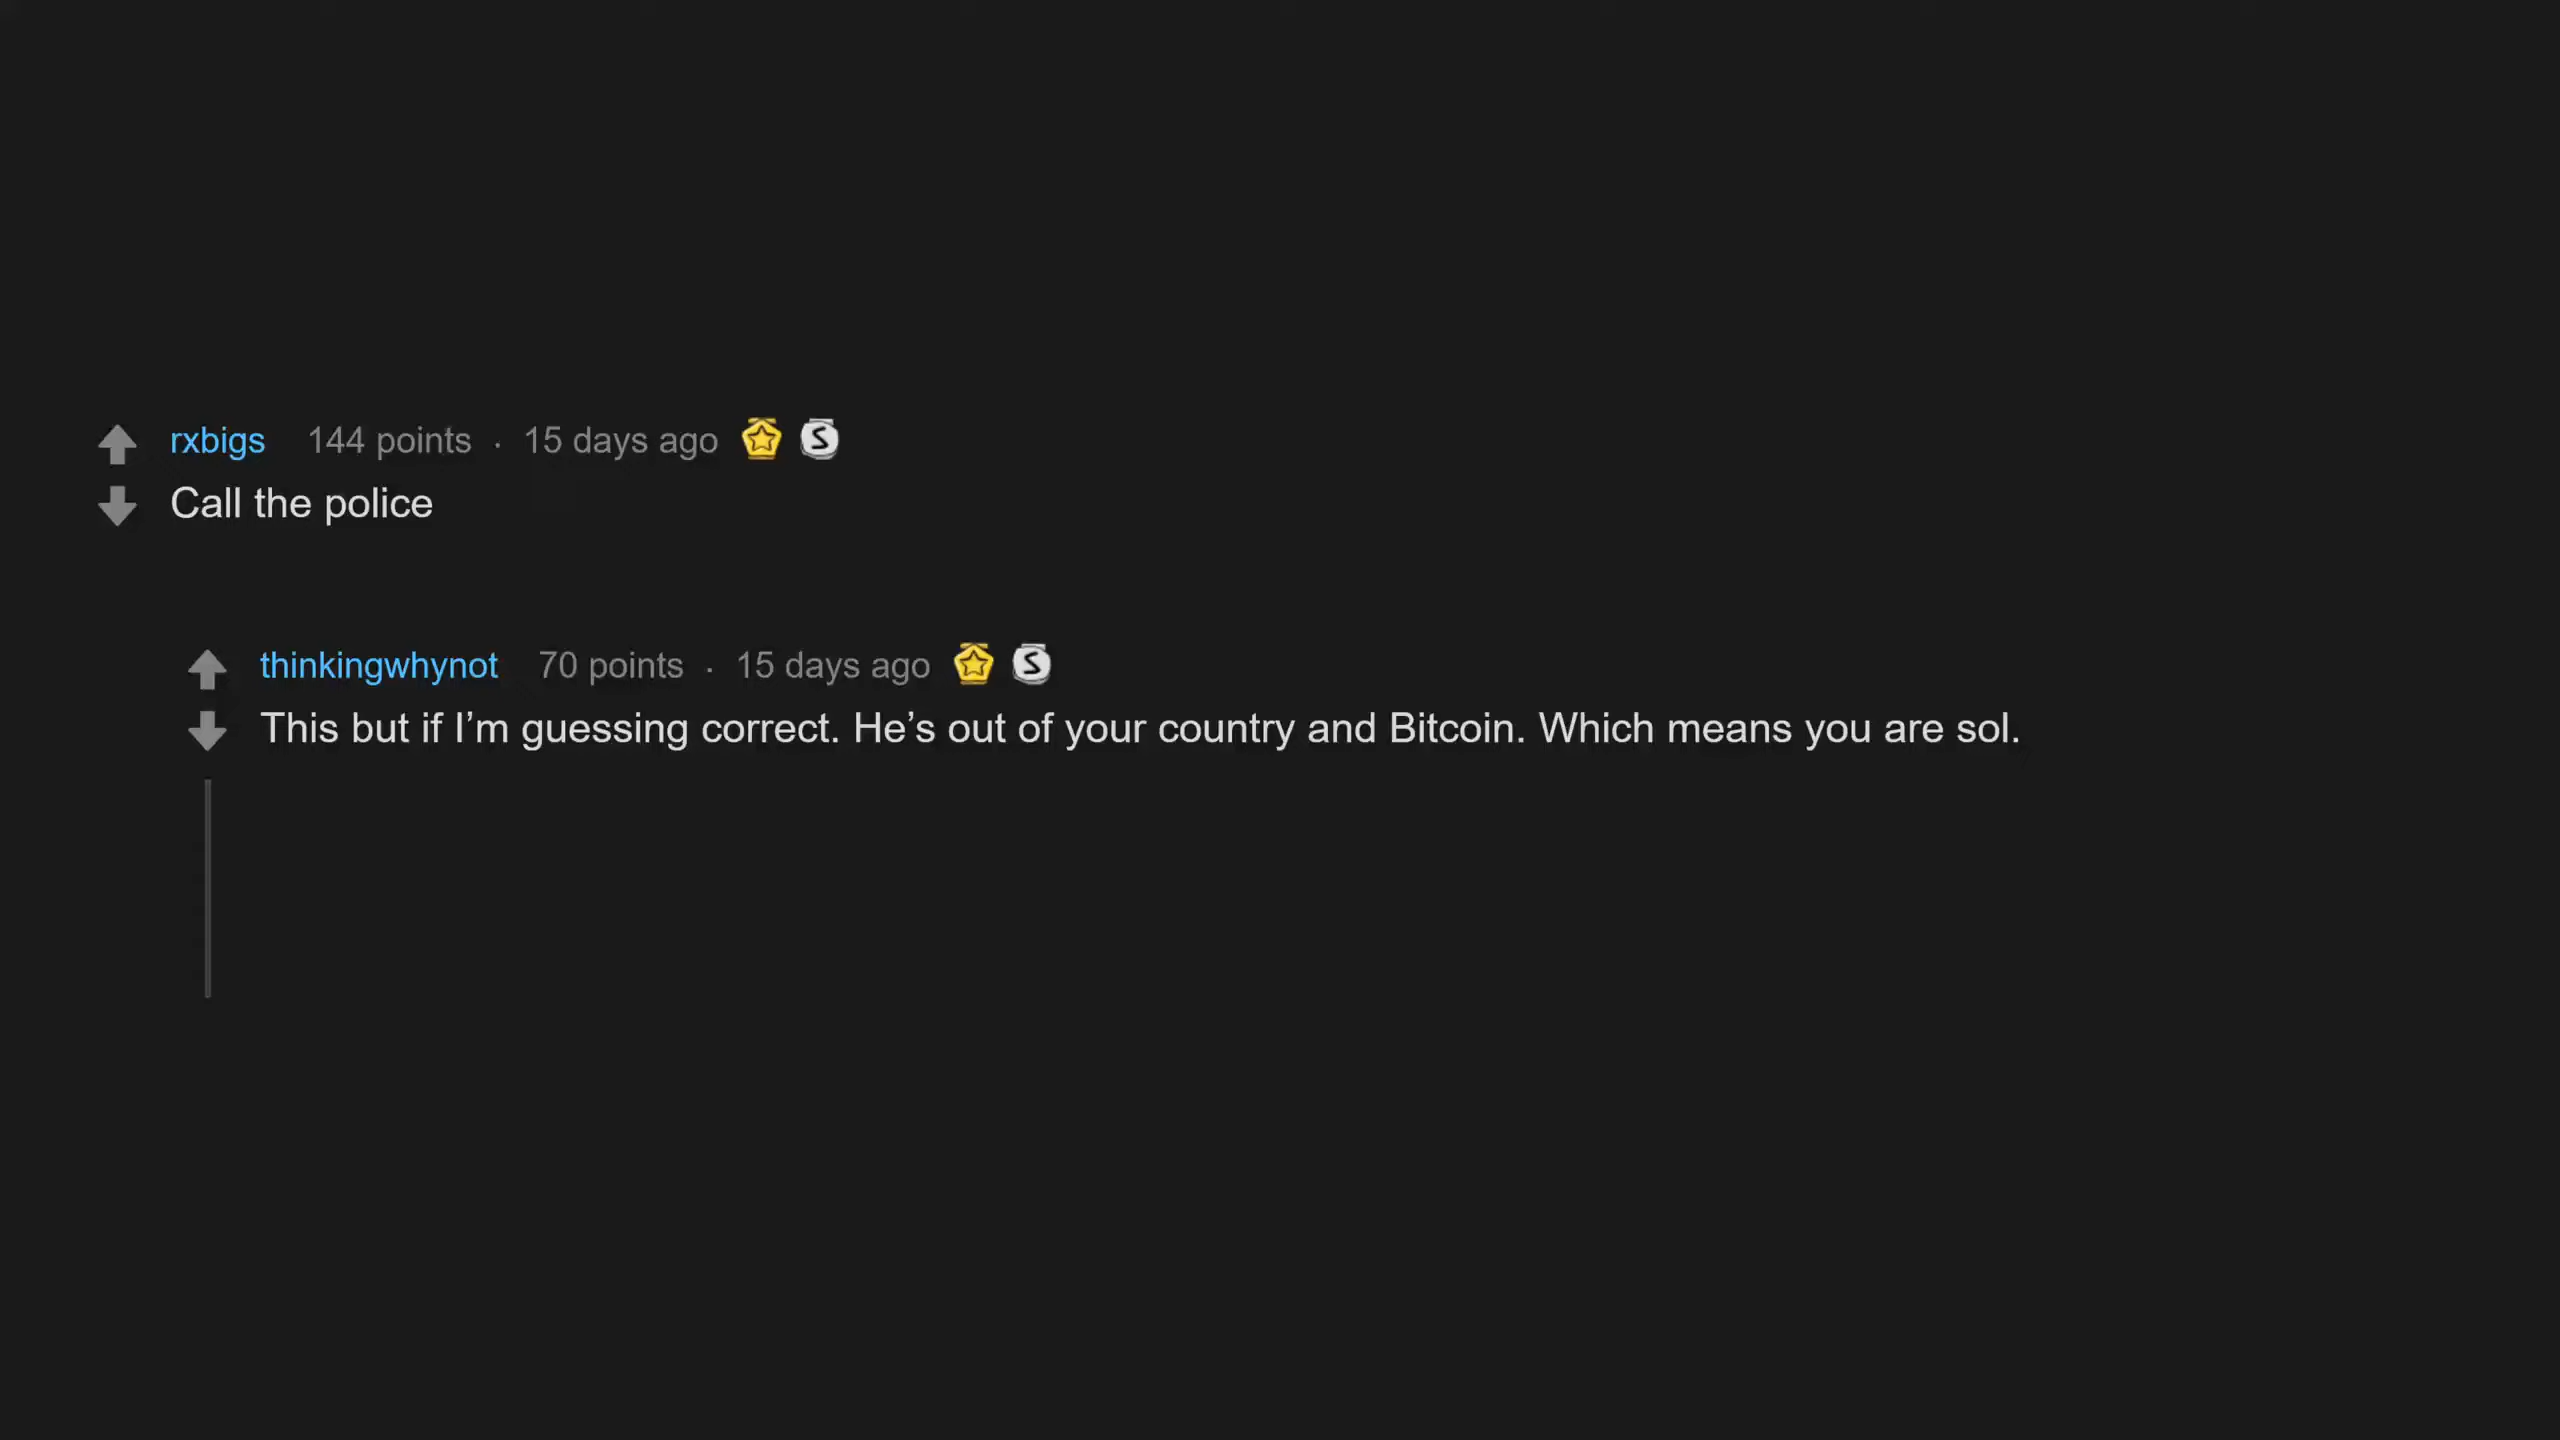 rxbigs 144 points · 15 days ago
Call the police
thinkingwhynot 70 points · 15 days ago
This but if I’m guessing correct. He’s out of your country and Bitcoin. Which means you are sol.